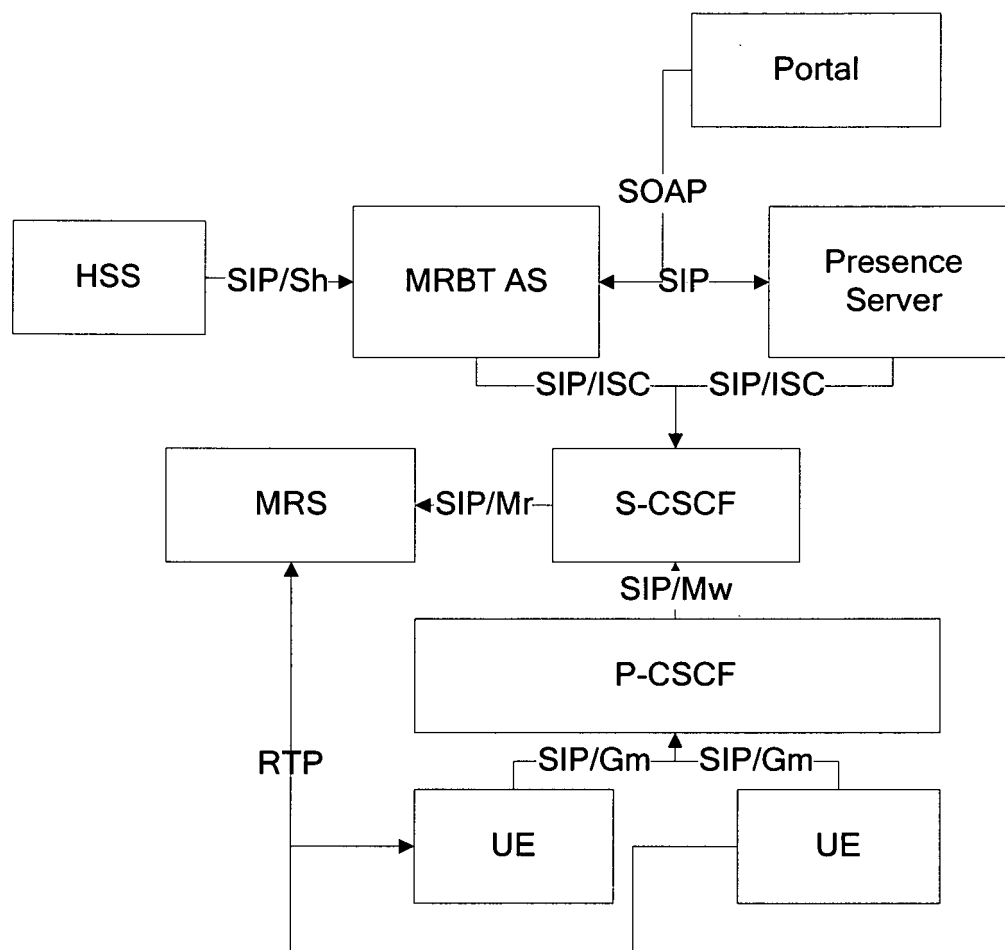 Portal
SOAP
HSS
SIP/Sh
MRBT AS
SIP
Presence
Server
SIP/ISC
SIP/ISC
MRS
SIP/Mr
S-CSCF
SIP/Mw
P-CSCF
RTP
SIP/Gm
SIP/Gm
UE
UE